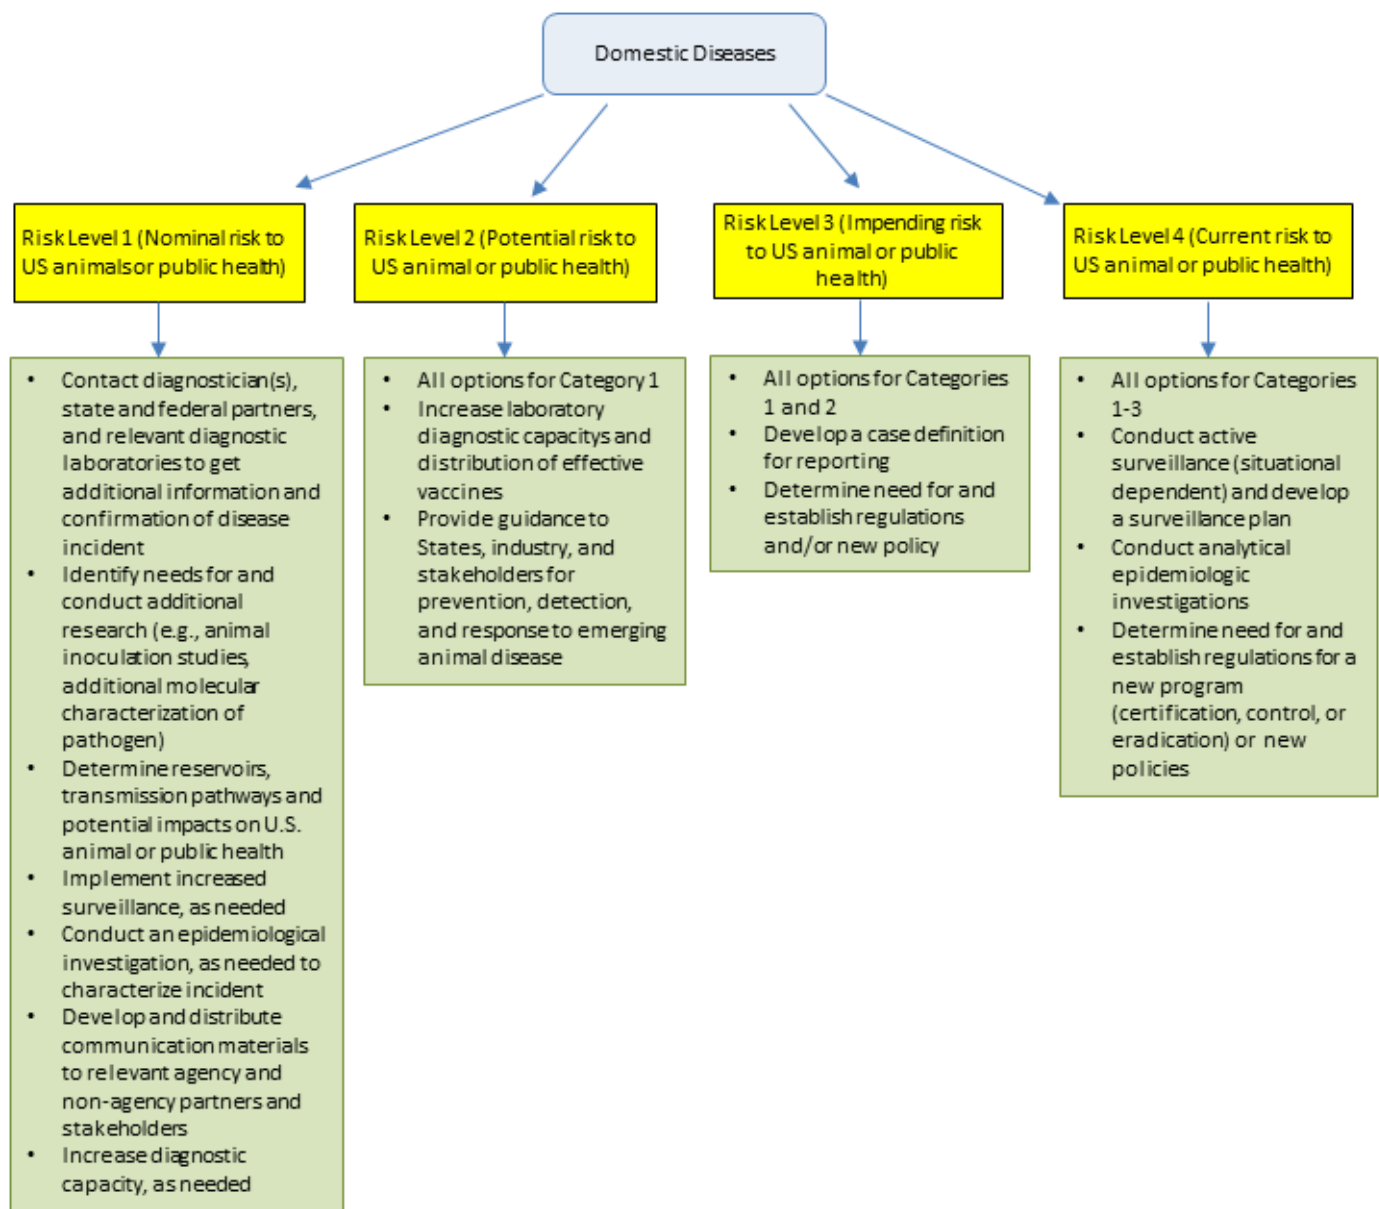 Domestic Diseases
Risk Level 1 (Nominal risk to
US animals or public health)
Risk Level 2 (Potential risk to
US animal or public health)
Risk Level 3 (Impending risk
to US animal or public
health)
Risk Level 4 (Current risk to
US animal or public health)
• Contact diagnostician(s),
state and federal partners,
and relevant diagnostic
laboratories to get
additional information and
confirmation of disease
incident
• Identify needs for and
conduct additional
research (e.g., animal
inoculation studies,
additional molecular
characterization of
pathogen)
• Determine reservoirs,
transmission pathways and
potential impacts on U.S.
animal or public health
• Implement increased
surveillance, as needed
• Conduct an epidemiological
investigation, as needed to
characterize incident
• Develop and distribute
communication materials
to relevant agency and
non-agency partners and
stakeholders
• Increase diagnostic
capacity, as needed
• All options for Category 1
• Increase laboratory
diagnostic capacitys and
distribution of effective
vaccines
• Provide guidance to
States, industry, and
stakeholders for
prevention, detection,
and response to emerging
animal disease
• All options for Categories
1 and 2
• Develop a case definition
for reporting
• Determine need for and
establish regulations
and/or new policy
• All options for Categories
1-3
• Conduct active
surveillance (situational
dependent) and develop
a surveillance plan
• Conduct analytical
epidemiologic
investigations
• Determine need for and
establish regulations for a
new program
(certification, control, or
eradication) or new
policies